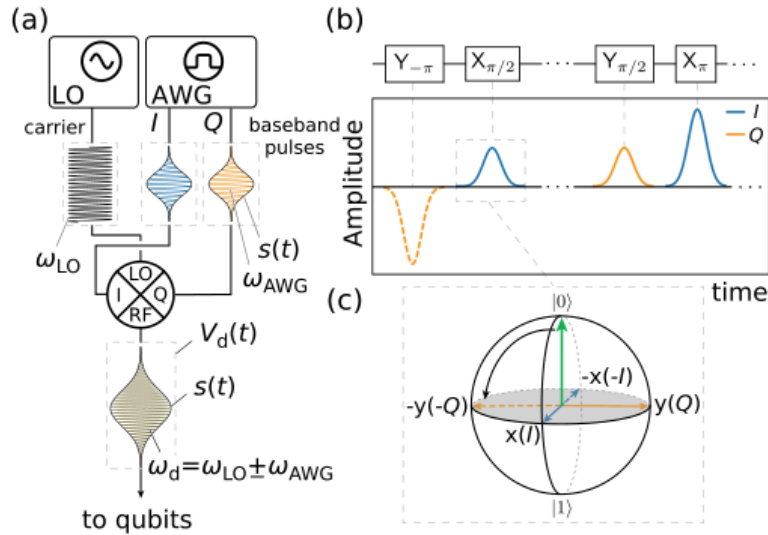 (a)
LO
AWG
carrier
I
Q
baseband
pulses
ω_LO
s(t)
ω_AWG
LO
I
Q
RF
V_d(t)
s(t)
ω_d=ω_LO±ω_AWG
to qubits
(b)
Y_{-π}
X_{π/2}
...
Y_{π/2}
X_π
...
I
Q
Amplitude
...
...
time
(c)
|0⟩
-x(-I)
-y(-Q)
y(Q)
x(I)
|1⟩